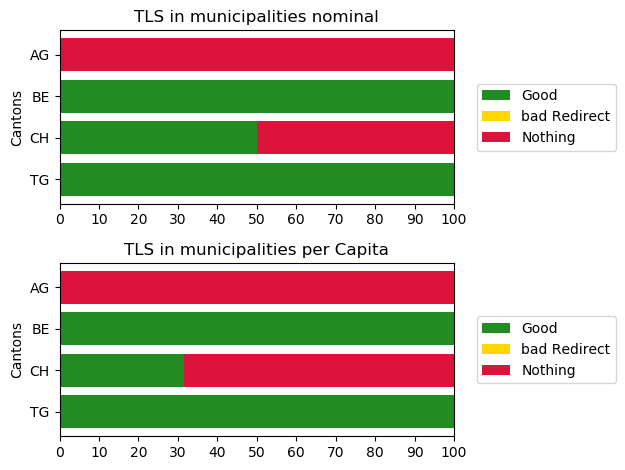 TLS in municipalities nominal
Cantons
AG
BE
CH
TG
0 10 20 30 40 50 60 70 80 90 100
Good
bad Redirect
Nothing
TLS in municipalities per Capita
Cantons
AG
BE
CH
TG
0 10 20 30 40 50 60 70 80 90 100
Good
bad Redirect
Nothing